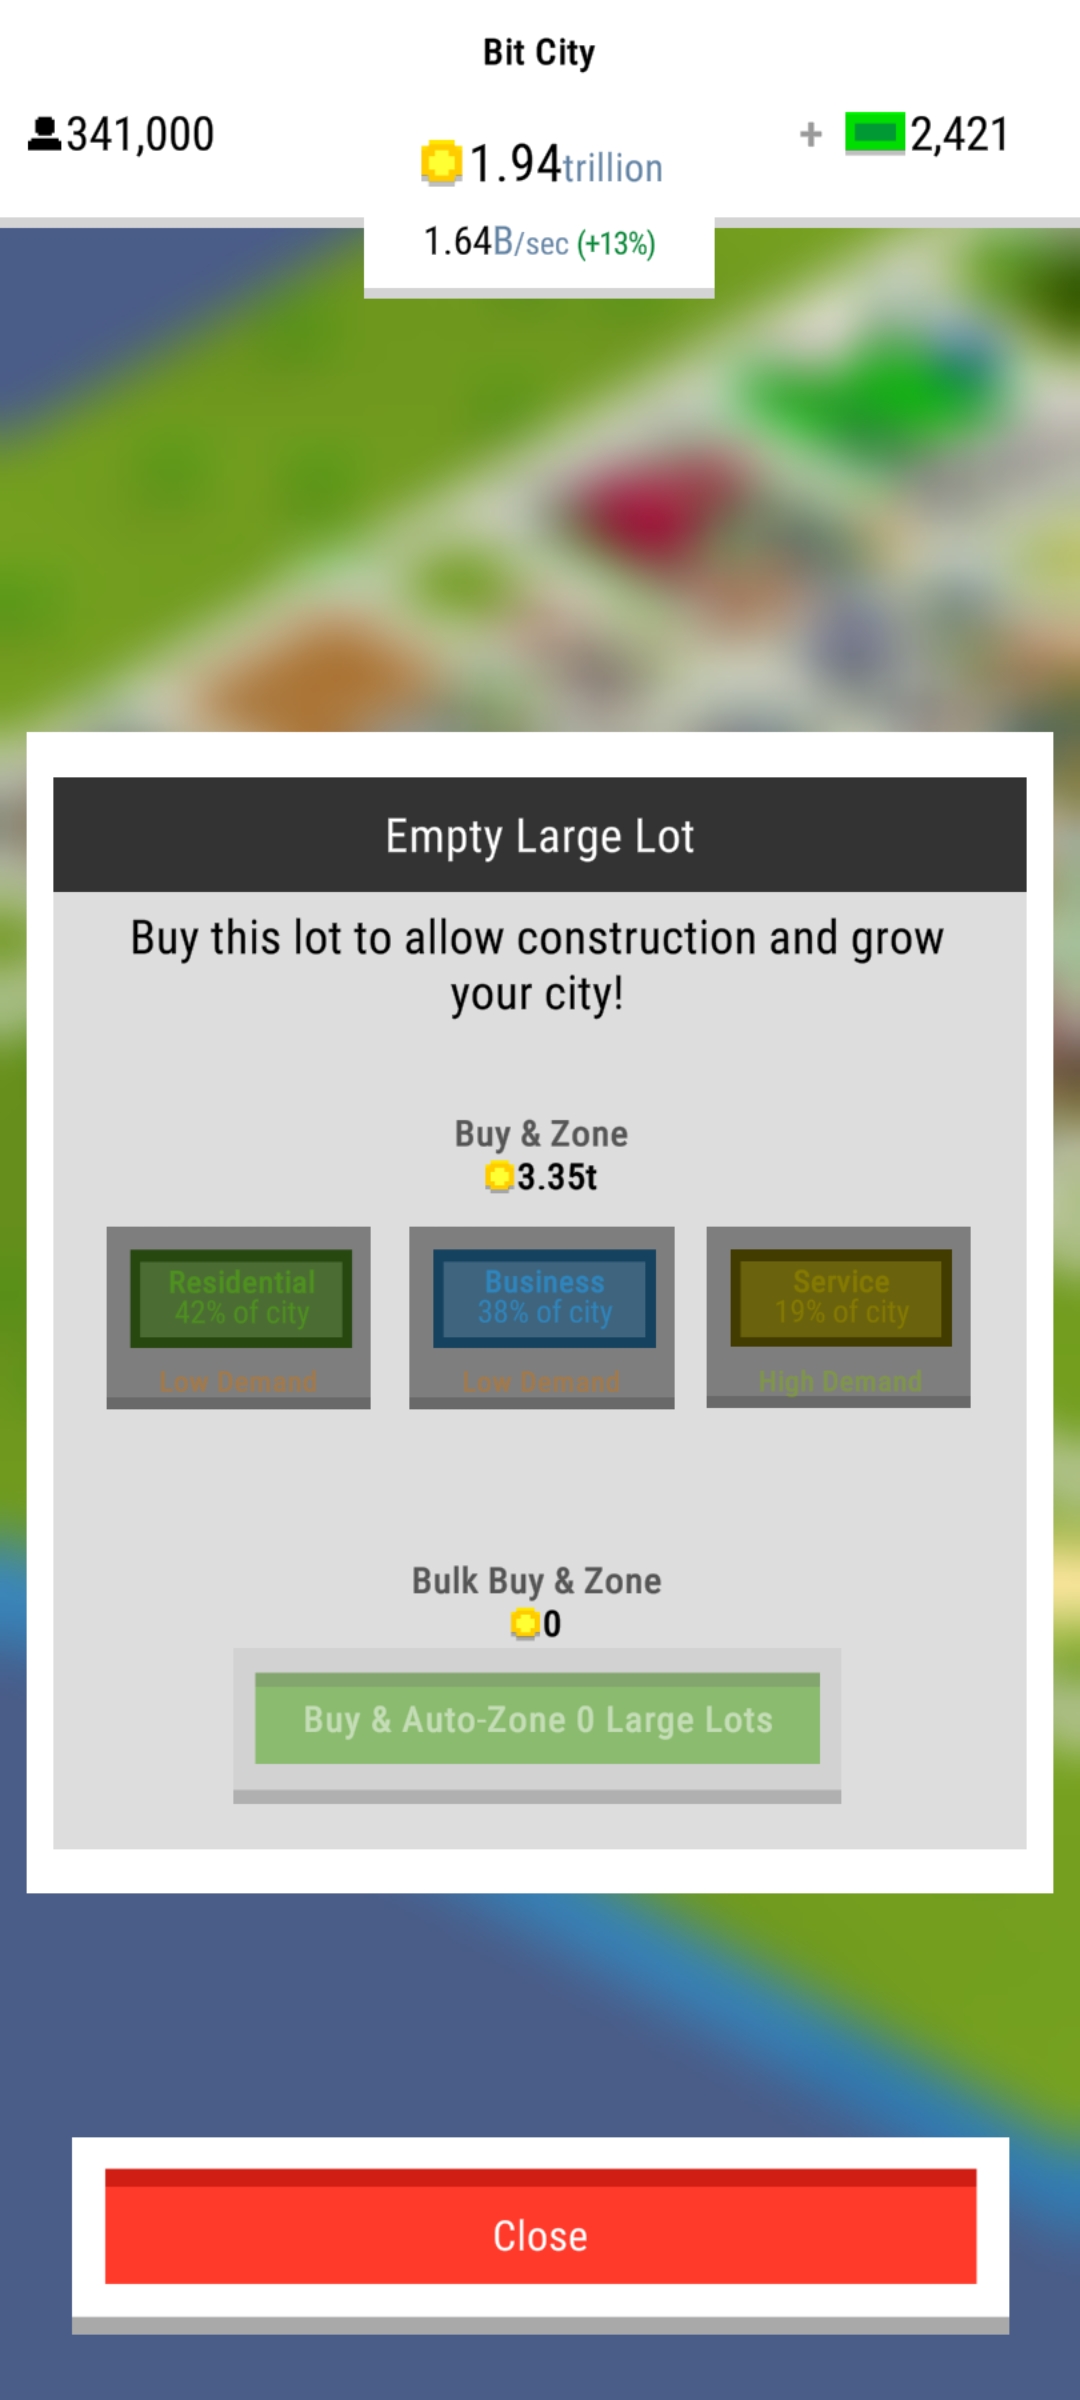 Bit City
341,000
1.94trillion
+ 2,421
1.64B/sec (+13%)
Empty Large Lot
Buy this lot to allow construction and grow
your city!
Buy & Zone
3.35t
Residential
42% of city
Low Demand
Business
38% of city
Low Demand
Service
19% of city
High Demand
Bulk Buy & Zone
0
Buy & Auto-Zone 0 Large Lots
Close